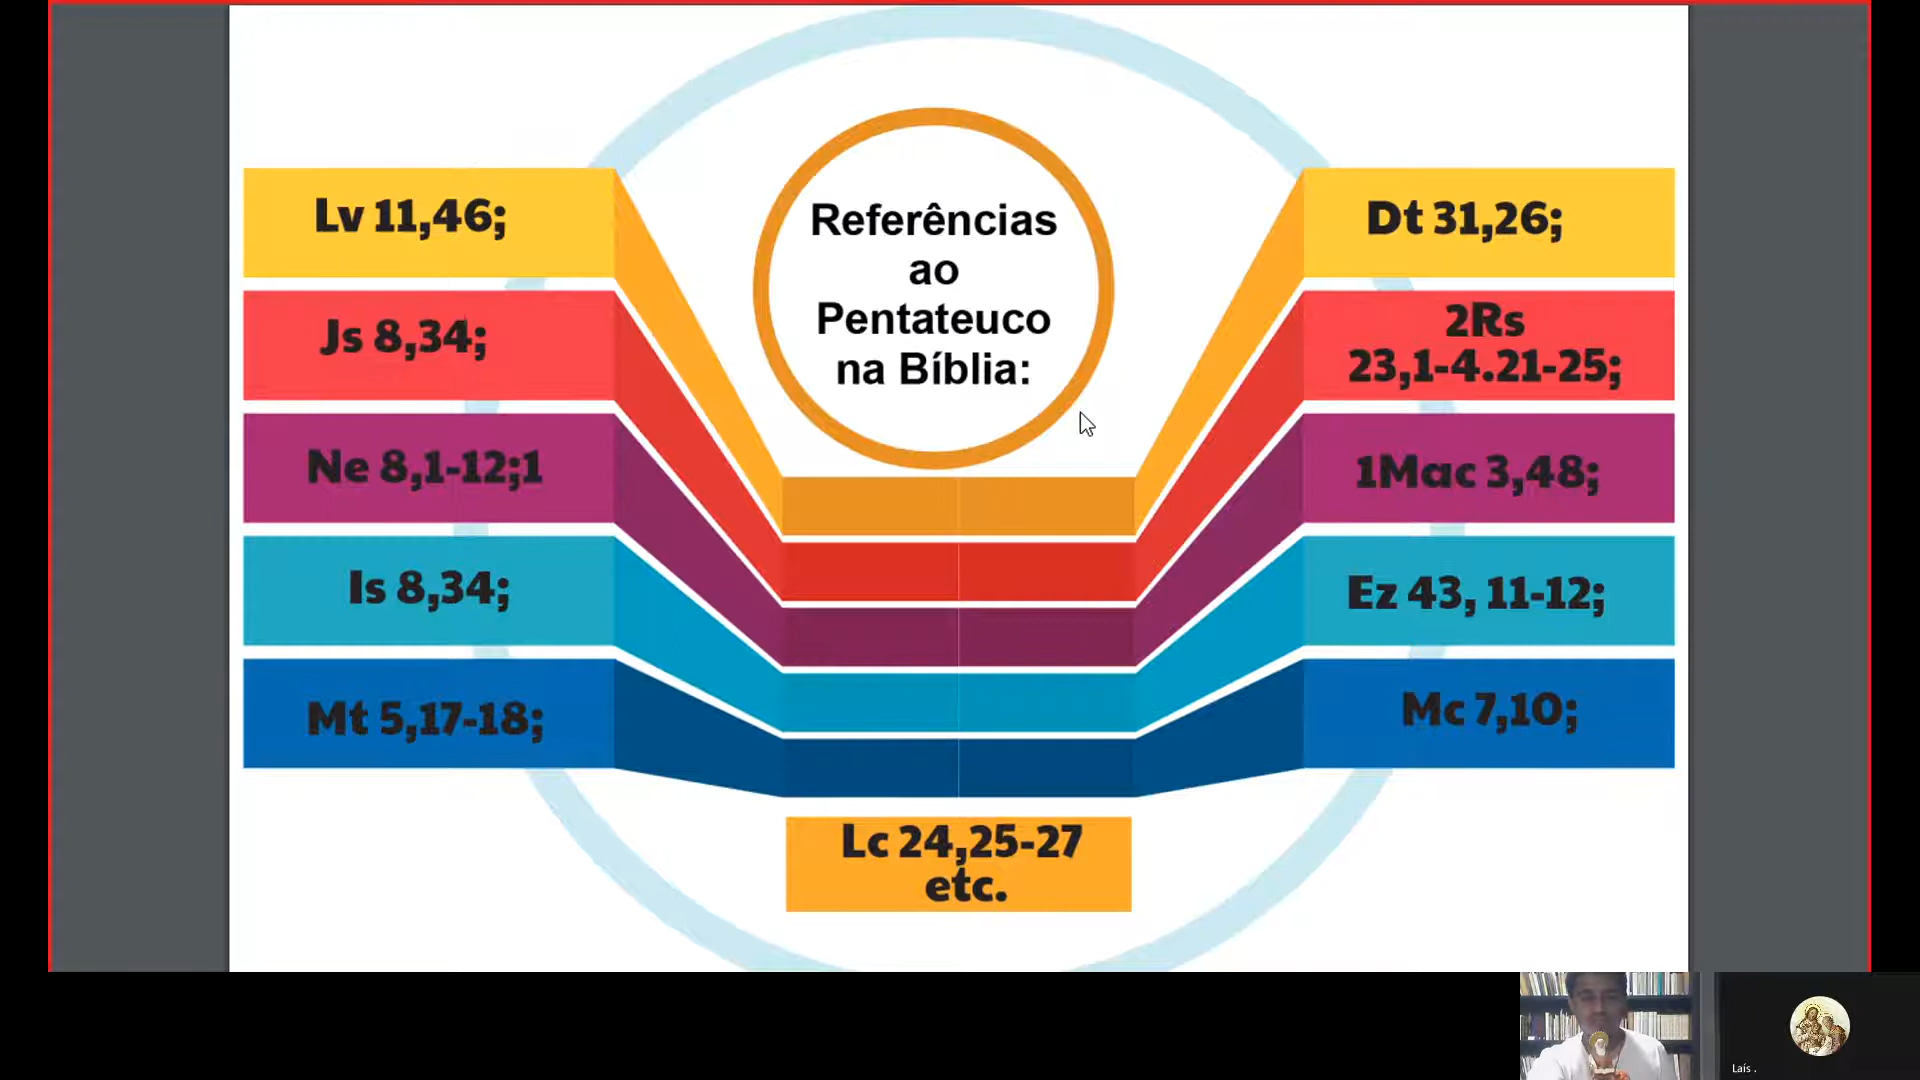 Referências
ao
Pentateuco
na Bíblia:
Lv 11,46;
Dt 31,26;
Js 8,34;
2Rs
23,1-4.21-25;
Ne 8,1-12;1
1Mac 3,48;
Is 8,34;
Ez 43, 11-12;
Mt 5,17-18;
Mc 7,10;
Lc 24,25-27
etc.
Laís .